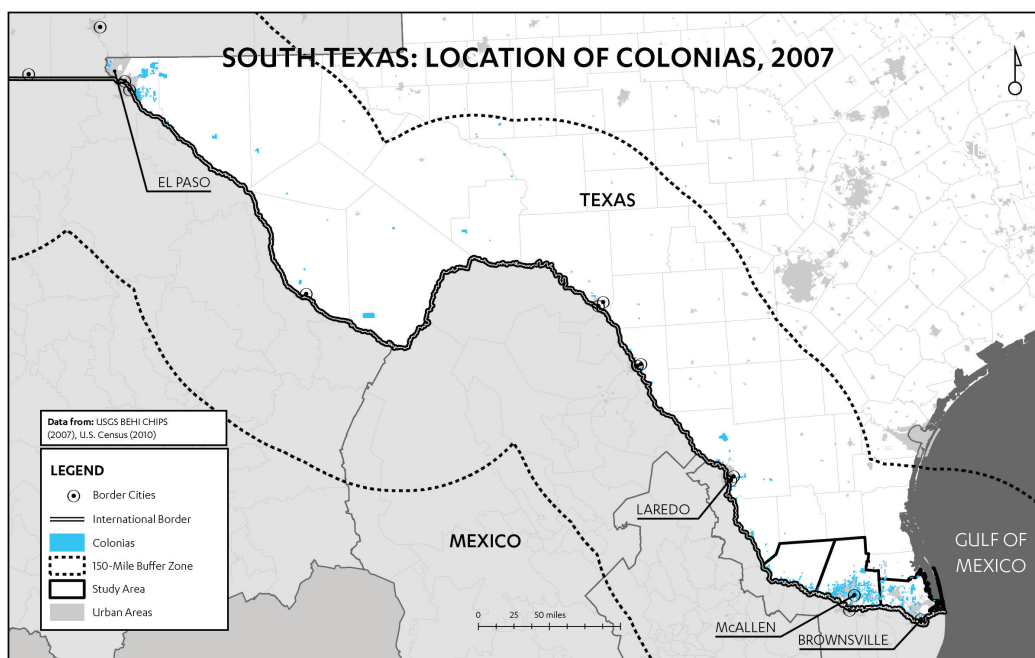 SOUTH TEXAS: LOCATION OF COLONIAS, 2007
EL PASO
TEXAS
Data from: USGS BEHI CHIPS
(2007), U.S. Census (2010)
LEGEND
Border Cities
International Border
Colonias
150-Mile Buffer Zone
Study Area
Urban Areas
LAREDO
MEXICO
GULF OF
MEXICO
0 25 50 miles
McALLEN
BROWNSVILLE